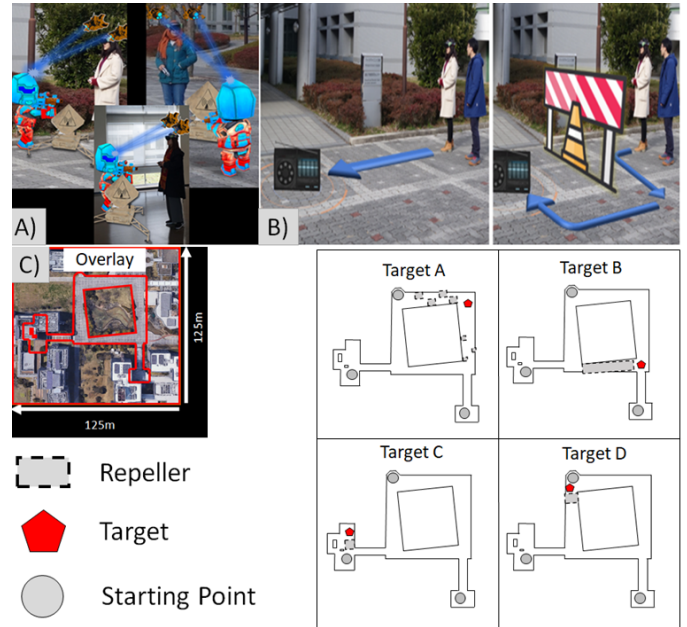 A)
B)
C)
Overlay
125m
125m
Repeller
Target
Starting Point
Target A
Target B
Target C
Target D